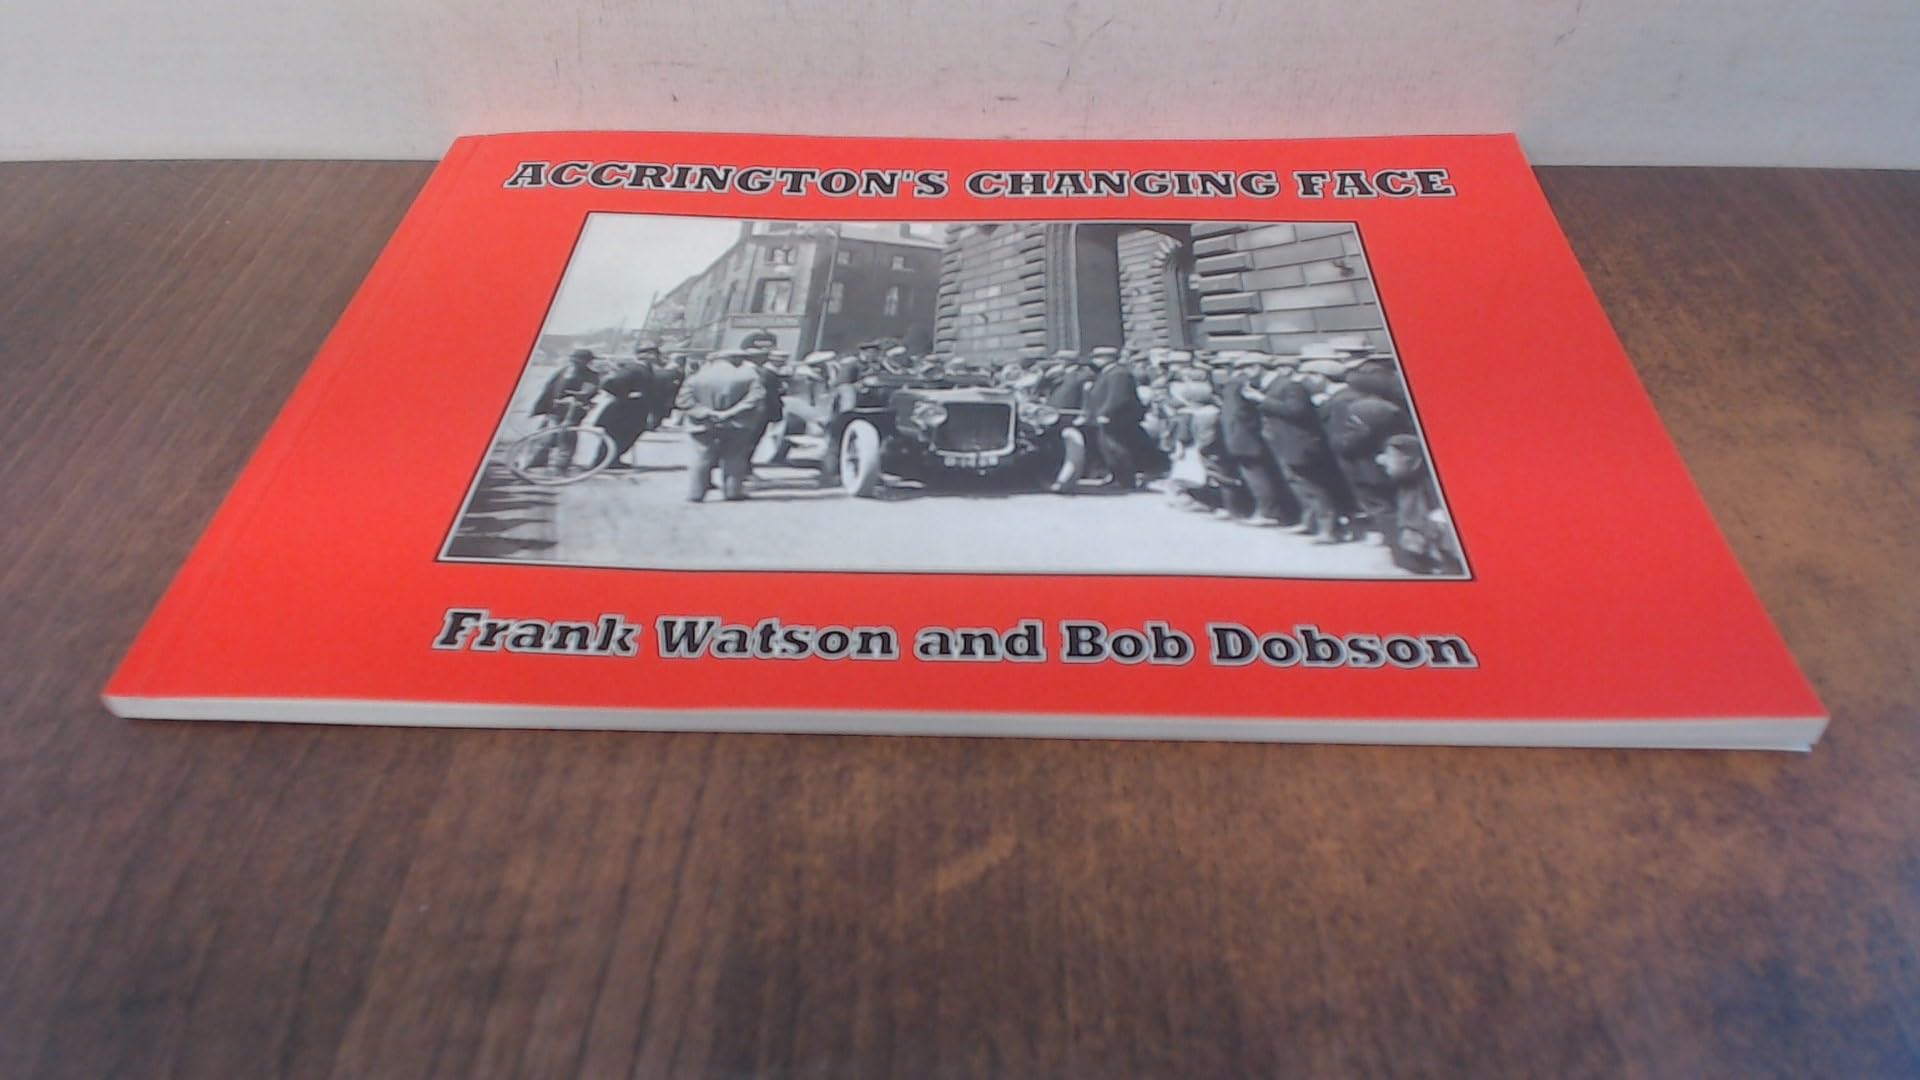 ACCRINGTON'S CHANGING FACE
Frank Watson and Bob Dobson